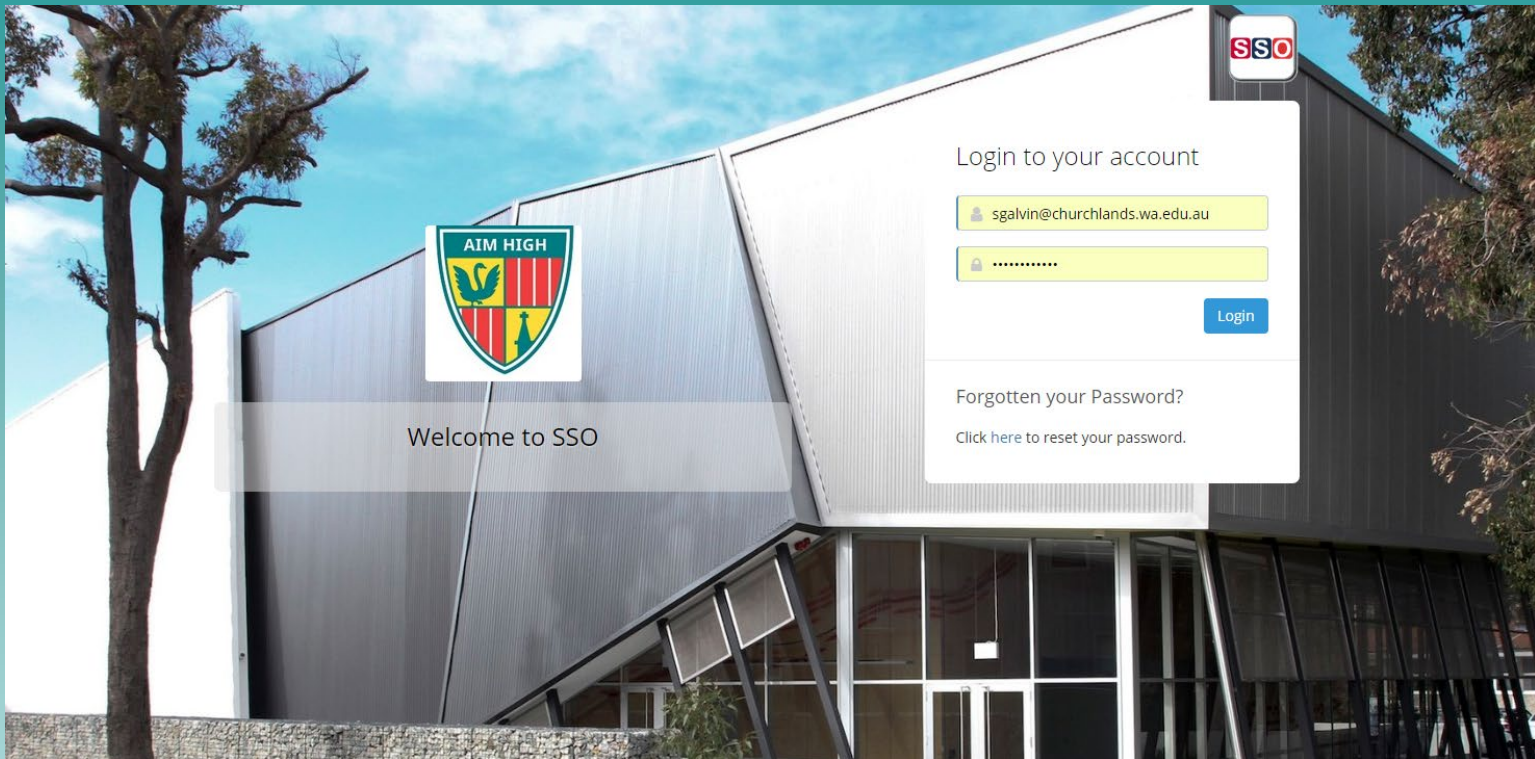 SSO
Login to your account
sgalvin@churchlands.wa.edu.au
••••••••••••
Login
Forgotten your Password?
Click here to reset your password.
AIM HIGH
Welcome to SSO